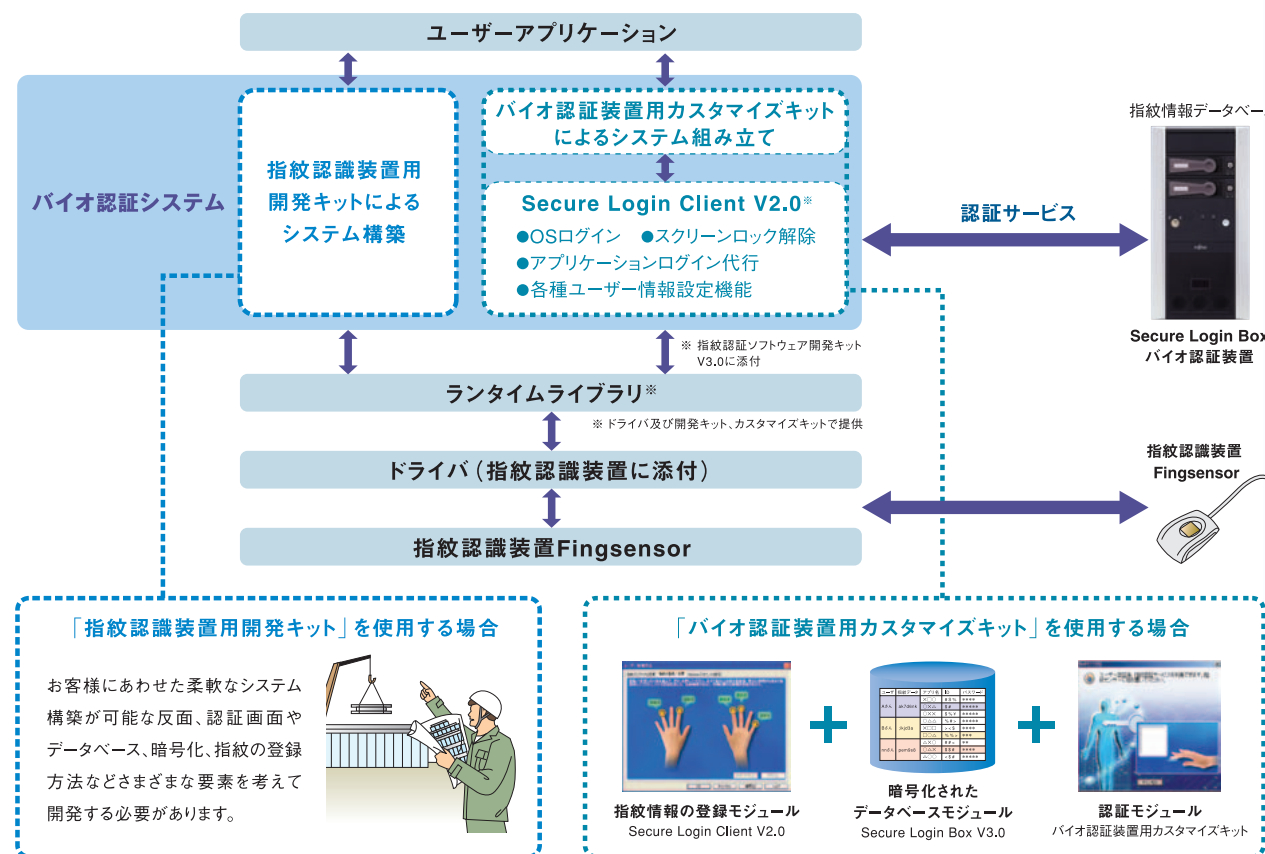 ユーザーアプリケーション
バイオ認証システム
指紋認識装置用
開発キットによる
システム構築
バイオ認証装置用カスタマイズキット
によるシステム組み立て
Secure Login Client V2.0※
●OSログイン ●スクリーンロック解除
●アプリケーションログイン代行
●各種ユーザー情報設定機能
認証サービス
指紋情報データベー
Secure Login Box
バイオ認証装置
※ 指紋認証ソフトウェア開発キット
V3.0に添付
ランタイムライブラリ※
※ ドライバ及び開発キット、カスタマイズキットで提供
ドライバ（指紋認識装置に添付）
指紋認識装置Fingsensor
指紋認識装置
Fingsensor
「指紋認識装置用開発キット」を使用する場合
お客様にあわせた柔軟なシステム
構築が可能な反面、認証画面や
データベース、暗号化、指紋の登録
方法などさまざまな要素を考えて
開発する必要があります。
「バイオ認証装置用カスタマイズキット」を使用する場合
指紋情報の登録モジュール
Secure Login Client V2.0
暗号化された
データベースモジュール
Secure Login Box V3.0
認証モジュール
バイオ認証装置用カスタマイズキット